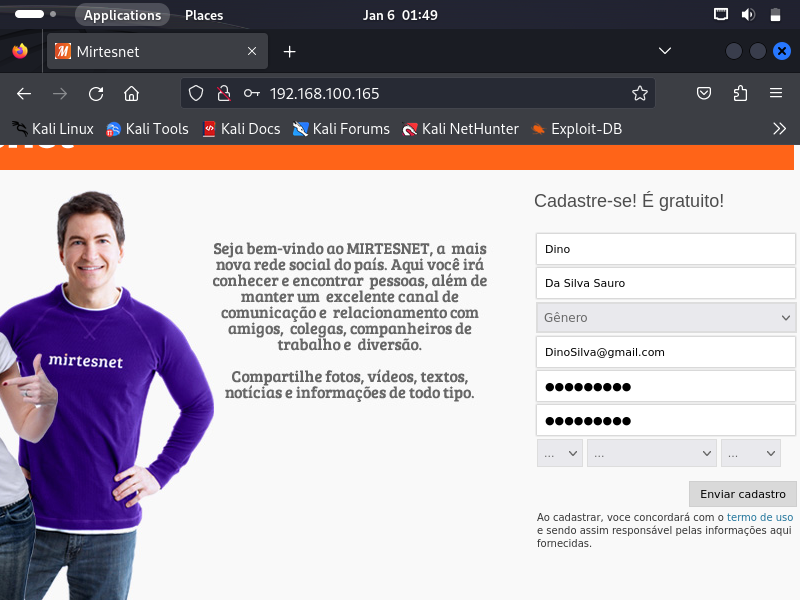 Applications Places Jan 6 01:49
Mirtesnet
192.168.100.165
Kali Linux Kali Tools Kali Docs Kali Forums Kali NetHunter Exploit-DB
Cadastre-se! É gratuito!
Dino
Da Silva Sauro
Gênero
DinoSilva@gmail.com
●●●●●●●●●
●●●●●●●●●
... ... ...
Enviar cadastro
Ao cadastrar, voce concordará com o termo de uso
e sendo assim responsável pelas informações aqui
fornecidas.
Seja bem-vindo ao MIRTESNET, a mais
nova rede social do país. Aqui você irá
conhecer e encontrar pessoas, além de
manter um excelente canal de
comunicação e relacionamento com
amigos, colegas, companheiros de
trabalho e diversão.
Compartilhe fotos, vídeos, textos,
notícias e informações de todo tipo.
mirtesnet